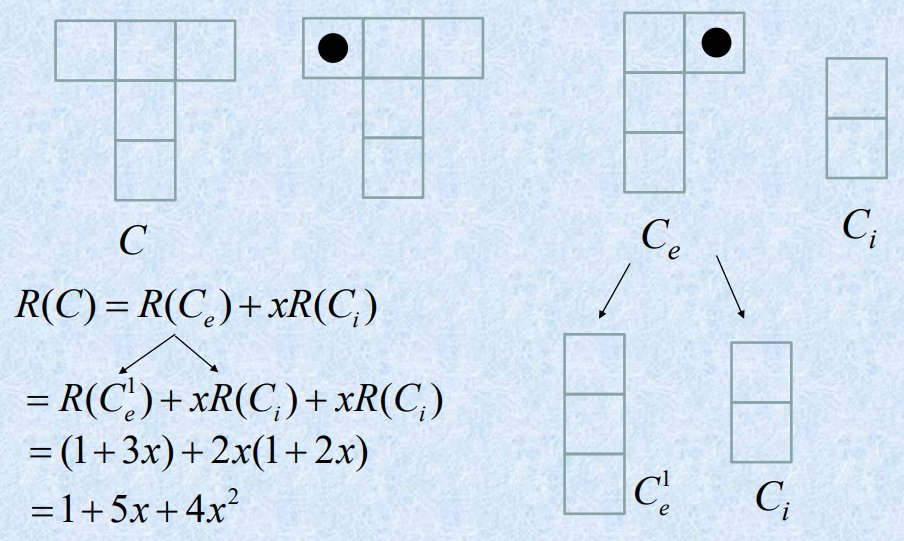 C
C_e
C_i
R(C) = R(C_e) + xR(C_i)
= R(C_e^1) + xR(C_i) + xR(C_i)
= (1 + 3x) + 2x(1 + 2x)
= 1 + 5x + 4x^2
C_e^1
C_i